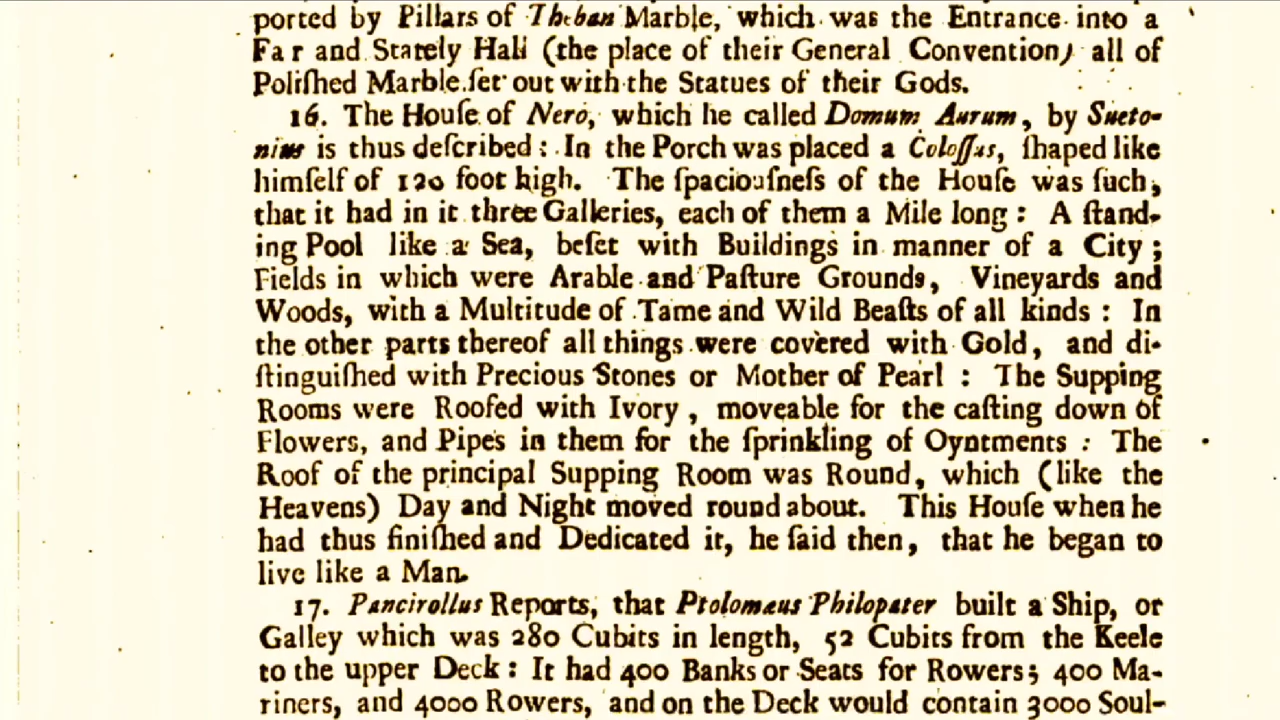 ported by Pillars of Theban Marble, which was the Entrance into a
Far and Stately Hall (the place of their General Convention) all of
Poliſhed Marble ſet out with the Statues of their Gods.
16. The Houſe of Nero, which he called Domum Aurum, by Sueto-
nius is thus deſcribed : In the Porch was placed a Coloſſus, ſhaped like
himſelf of 120 foot high. The ſpaciouſneſs of the Houſe was ſuch,
that it had in it three Galleries, each of them a Mile long : A ſtand-
ing Pool like a Sea, beſet with Buildings in manner of a City ;
Fields in which were Arable and Paſture Grounds, Vineyards and
Woods, with a Multitude of Tame and Wild Beaſts of all kinds : In
the other parts thereof all things were covered with Gold, and di-
ſtinguiſhed with Precious Stones or Mother of Pearl : The Supping
Rooms were Roofed with Ivory, moveable for the caſting down of
Flowers, and Pipes in them for the ſprinkling of Oyntments : The
Roof of the principal Supping Room was Round, which (like the
Heavens) Day and Night moved round about. This Houſe when he
had thus finiſhed and Dedicated it, he ſaid then, that he began to
live like a Man.
17. Pancirollus Reports, that Ptolomæus Philopater built a Ship, or
Galley which was 280 Cubits in length, 52 Cubits from the Keele
to the upper Deck : It had 400 Banks or Seats for Rowers; 400 Ma-
riners, and 4000 Rowers, and on the Deck would contain 3000 Soul-